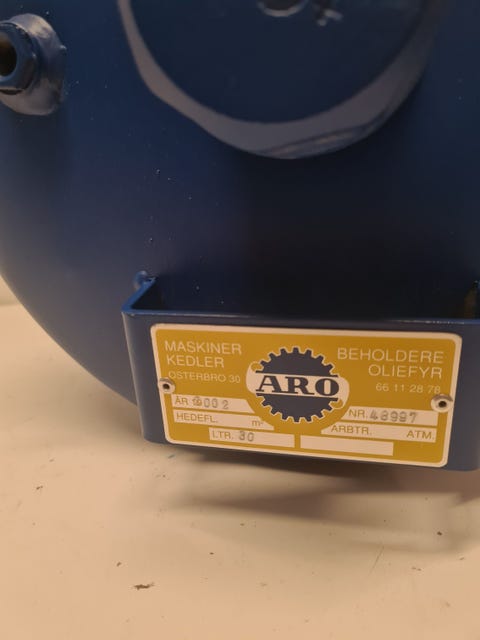 MASKINER
KEDLER
OSTERBRO 30
ARO
BEHOLDERE
OLIEFYR
66 11 28 78
ÅR 2002
NR. 48997
HEDEFL. m²
ARBTR. ATM.
LTR. 30